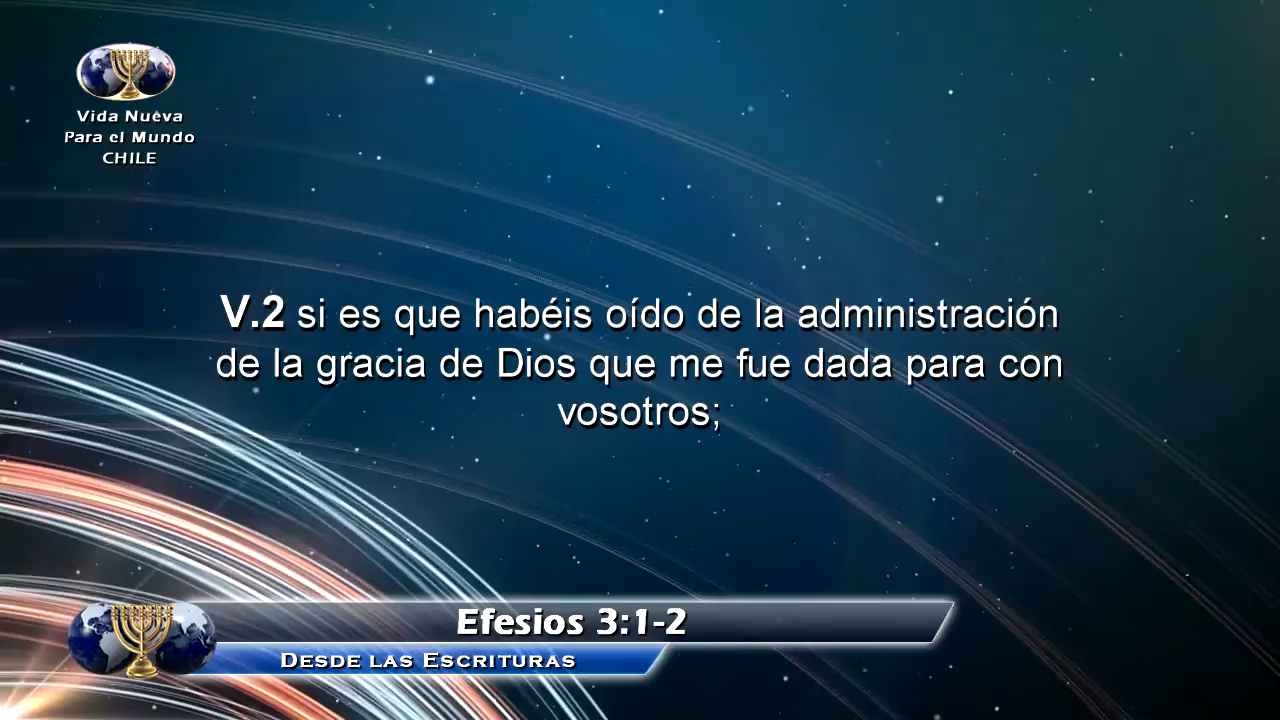 Vida Nueva
Para el Mundo
CHILE
V.2 si es que habéis oído de la administración
de la gracia de Dios que me fue dada para con
vosotros;
Efesios 3:1-2
Desde las Escrituras